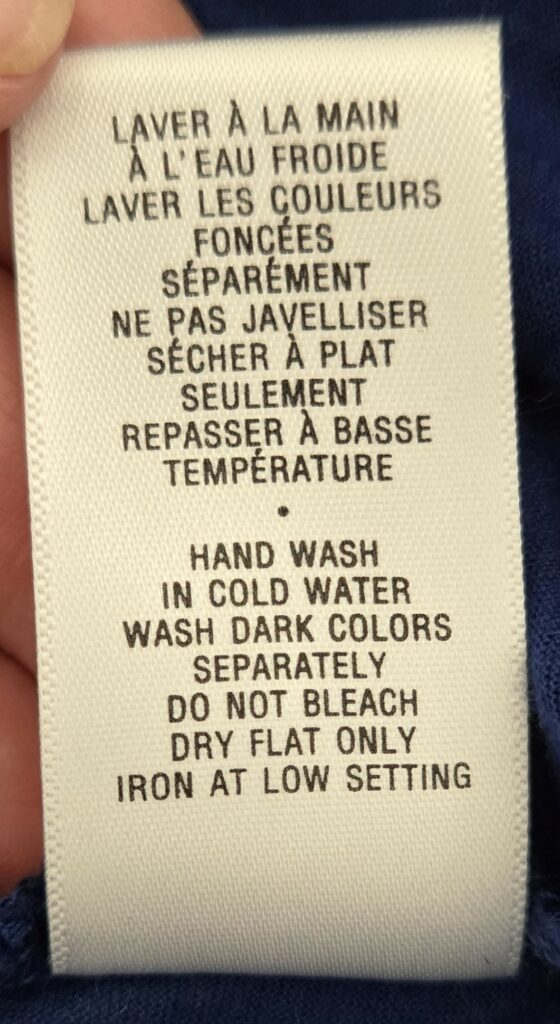 LAVER À LA MAIN
À L'EAU FROIDE
LAVER LES COULEURS
FONCÉES
SÉPARÉMENT
NE PAS JAVELLISER
SÉCHER À PLAT
SEULEMENT
REPASSER À BASSE
TEMPÉRATURE
•
HAND WASH
IN COLD WATER
WASH DARK COLORS
SEPARATELY
DO NOT BLEACH
DRY FLAT ONLY
IRON AT LOW SETTING